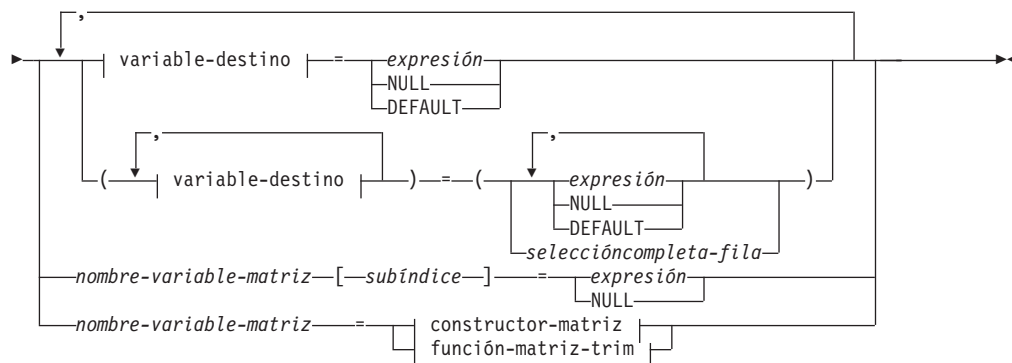 ,
variable-destino = expresión
NULL
DEFAULT
, ,
( variable-destino ) = ( expresión )
NULL
DEFAULT
seleccióncompleta-fila
nombre-variable-matriz [ subíndice ] = expresión
NULL
nombre-variable-matriz = constructor-matriz
función-matriz-trim